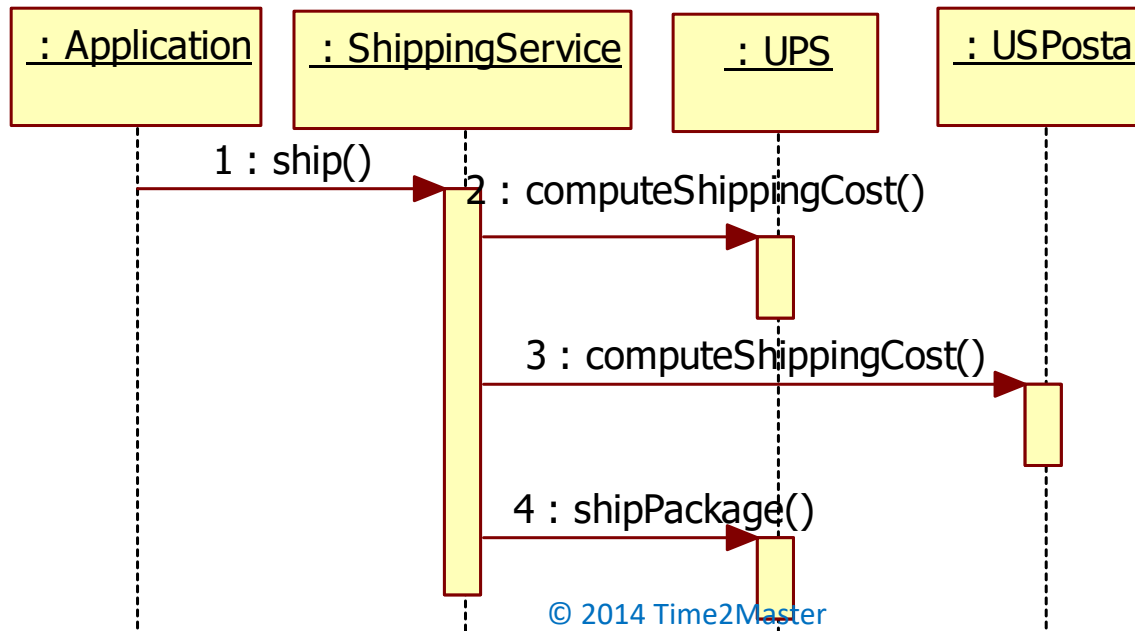 : Application
: ShippingService
: UPS
: USPosta
1 : ship()
2 : computeShippingCost()
3 : computeShippingCost()
4 : shipPackage()
© 2014 Time2Master